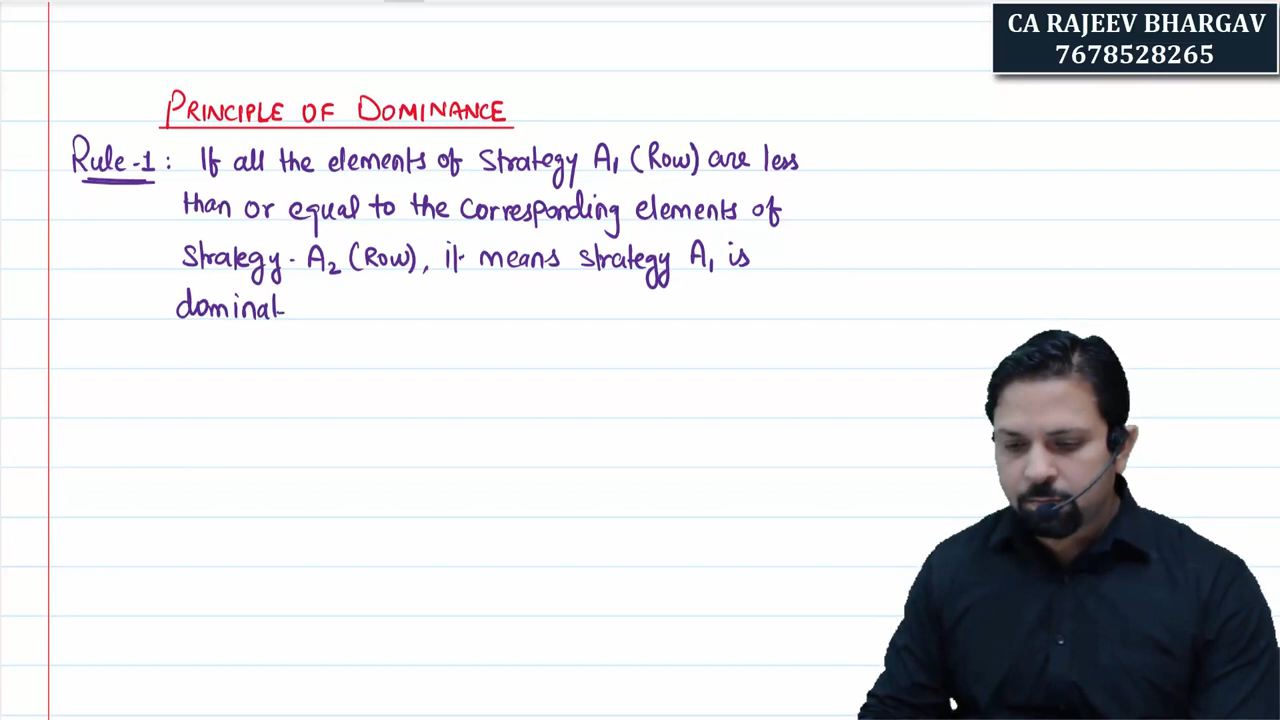 CA RAJEEV BHARGAV
7678528265
PRINCIPLE OF DOMINANCE
Rule-1: If all the elements of strategy A₁ (Row) are less
than or equal to the corresponding elements of
strategy A₂ (Row), it means strategy A₁ is
dominat